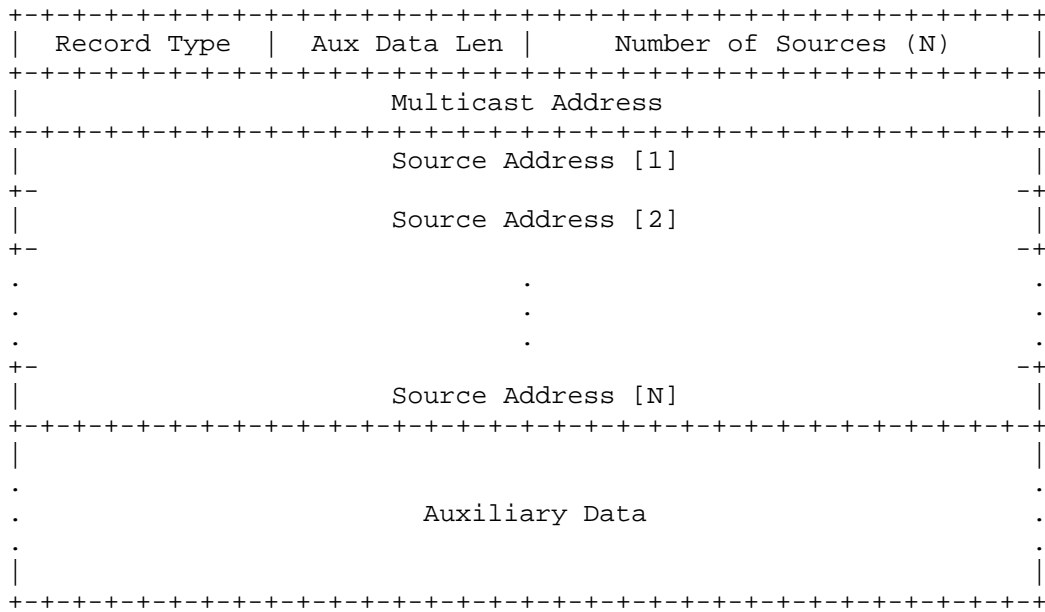 +-+-+-+-+-+-+-+-+-+-+-+-+-+-+-+-+-+-+-+-+-+-+-+-+-+-+-+-+-+-+-+-+
|  Record Type  |  Aux Data Len |     Number of Sources (N)     |
+-+-+-+-+-+-+-+-+-+-+-+-+-+-+-+-+-+-+-+-+-+-+-+-+-+-+-+-+-+-+-+-+
|                       Multicast Address                       |
+-+-+-+-+-+-+-+-+-+-+-+-+-+-+-+-+-+-+-+-+-+-+-+-+-+-+-+-+-+-+-+-+
|                       Source Address [1]                      |
+-                                                             -+
|                       Source Address [2]                      |
+-                                                             -+
.                               .                               .
.                               .                               .
.                               .                               .
+-                                                             -+
|                       Source Address [N]                      |
+-+-+-+-+-+-+-+-+-+-+-+-+-+-+-+-+-+-+-+-+-+-+-+-+-+-+-+-+-+-+-+-+
|                                                               |
.                                                               .
.                         Auxiliary Data                        .
.                                                               .
|                                                               |
+-+-+-+-+-+-+-+-+-+-+-+-+-+-+-+-+-+-+-+-+-+-+-+-+-+-+-+-+-+-+-+-+